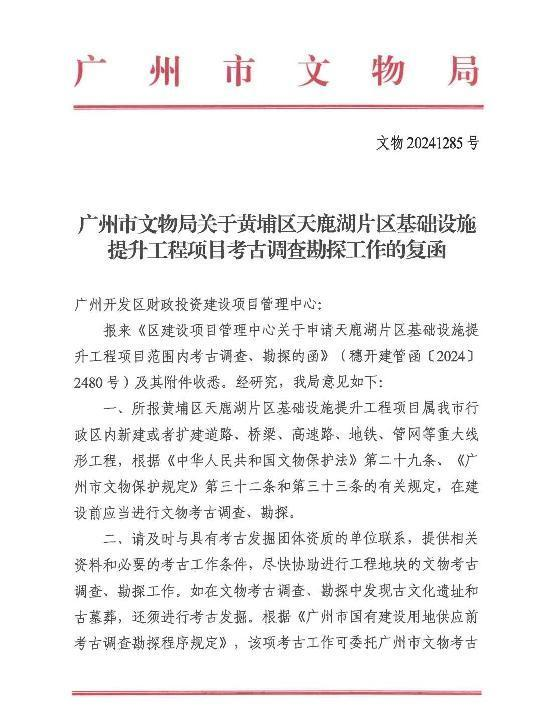 广州市文物局
文物 20241285 号
广州市文物局关于黄埔区天鹿湖片区基础设施
提升工程项目考古调查勘探工作的复函
广州开发区财政投资建设项目管理中心：
报来《区建设项目管理中心关于申请天鹿湖片区基础设施提
升工程项目范围内考古调查、勘探的函》（穗开建管函〔2024〕
2480 号）及其附件收悉。经研究，我局意见如下：
一、所报黄埔区天鹿湖片区基础设施提升工程项目属我市行
政区内新建或者扩建道路、桥梁、高速路、地铁、管网等重大线
形工程，根据《中华人民共和国文物保护法》第二十九条、《广
州市文物保护规定》第三十二条和第三十三条的有关规定，在建
设前应当进行文物考古调查、勘探。
二、请及时与具有考古发掘团体资质的单位联系，提供相关
资料和必要的考古工作条件，尽快协助进行工程地块的文物考古
调查、勘探工作。如在文物考古调查、勘探中发现古文化遗址和
古墓葬，还须进行考古发掘。根据《广州市国有建设用地供应前
考古调查勘探程序规定》，该项考古工作可委托广州市文物考古